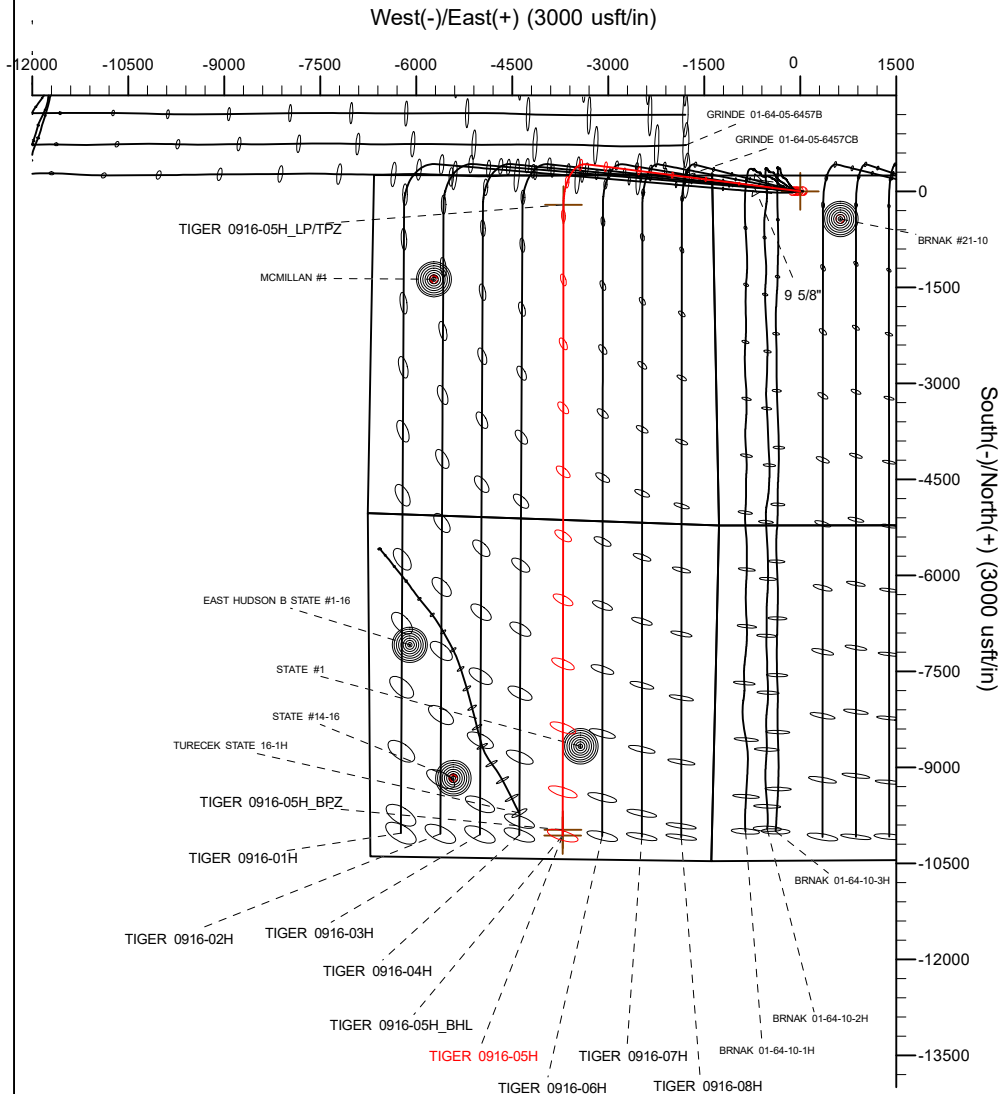 West(-)/East(+) (3000 usft/in)
-12000 -10500 -9000 -7500 -6000 -4500 -3000 -1500 0 1500
GRINDE 01-64-05-6457B
GRINDE 01-64-05-6457CB
0
TIGER 0916-05H_LP/TPZ
BRNAK #21-10
MCMILLAN #1
9 5/8"
-1500
-3000
South(-)/North(+) (3000 usft/in)
-4500
-6000
EAST HUDSON B STATE #1-16
STATE #1
-7500
STATE #14-16
TURECEK STATE 16-1H
-9000
TIGER 0916-05H_BPZ
TIGER 0916-01H
-10500
BRNAK 01-64-10-3H
TIGER 0916-02H
TIGER 0916-03H
TIGER 0916-04H
-12000
TIGER 0916-05H_BHL
BRNAK 01-64-10-2H
TIGER 0916-05H
TIGER 0916-07H
BRNAK 01-64-10-1H
-13500
TIGER 0916-06H
TIGER 0916-08H